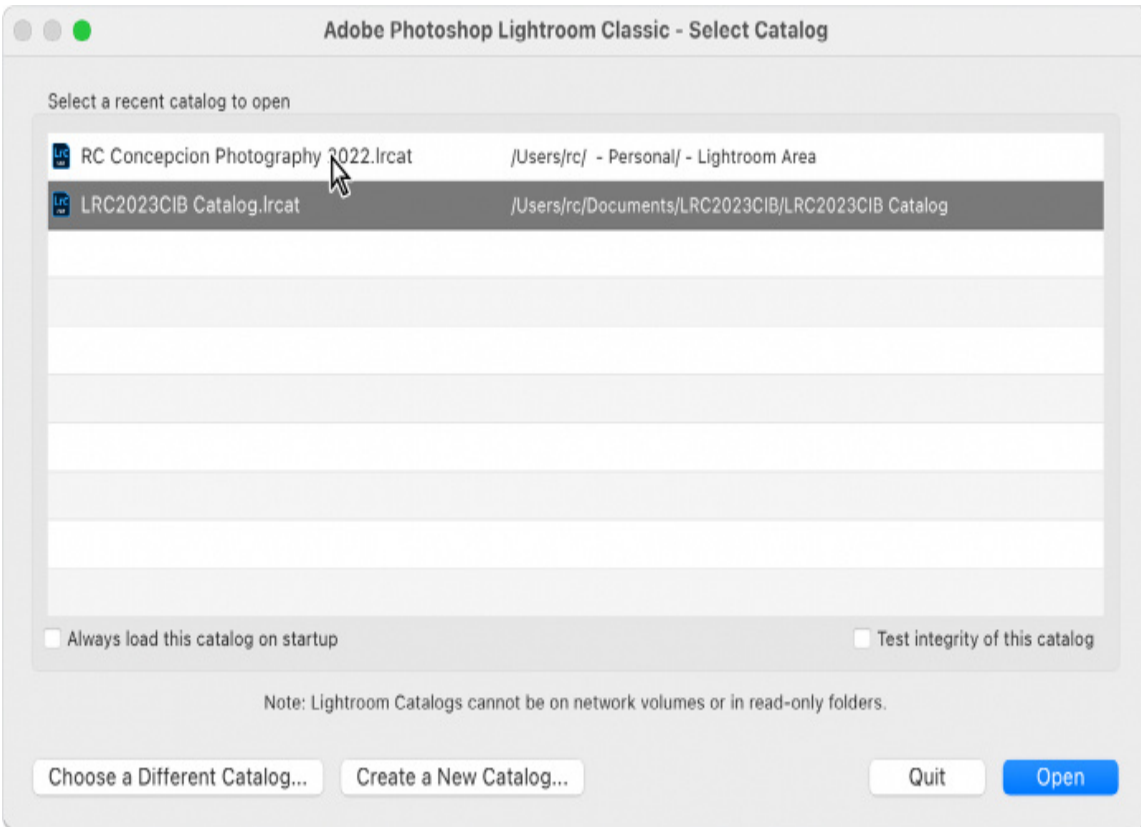 Adobe Photoshop Lightroom Classic - Select Catalog
Select a recent catalog to open
RC Concepcion Photography 2022.lrcat /Users/rc/ - Personal/ - Lightroom Area
LRC2023CIB Catalog.lrcat /Users/rc/Documents/LRC2023CIB/LRC2023CIB Catalog
Always load this catalog on startup Test integrity of this catalog
Note: Lightroom Catalogs cannot be on network volumes or in read-only folders.
Choose a Different Catalog... Create a New Catalog... Quit Open